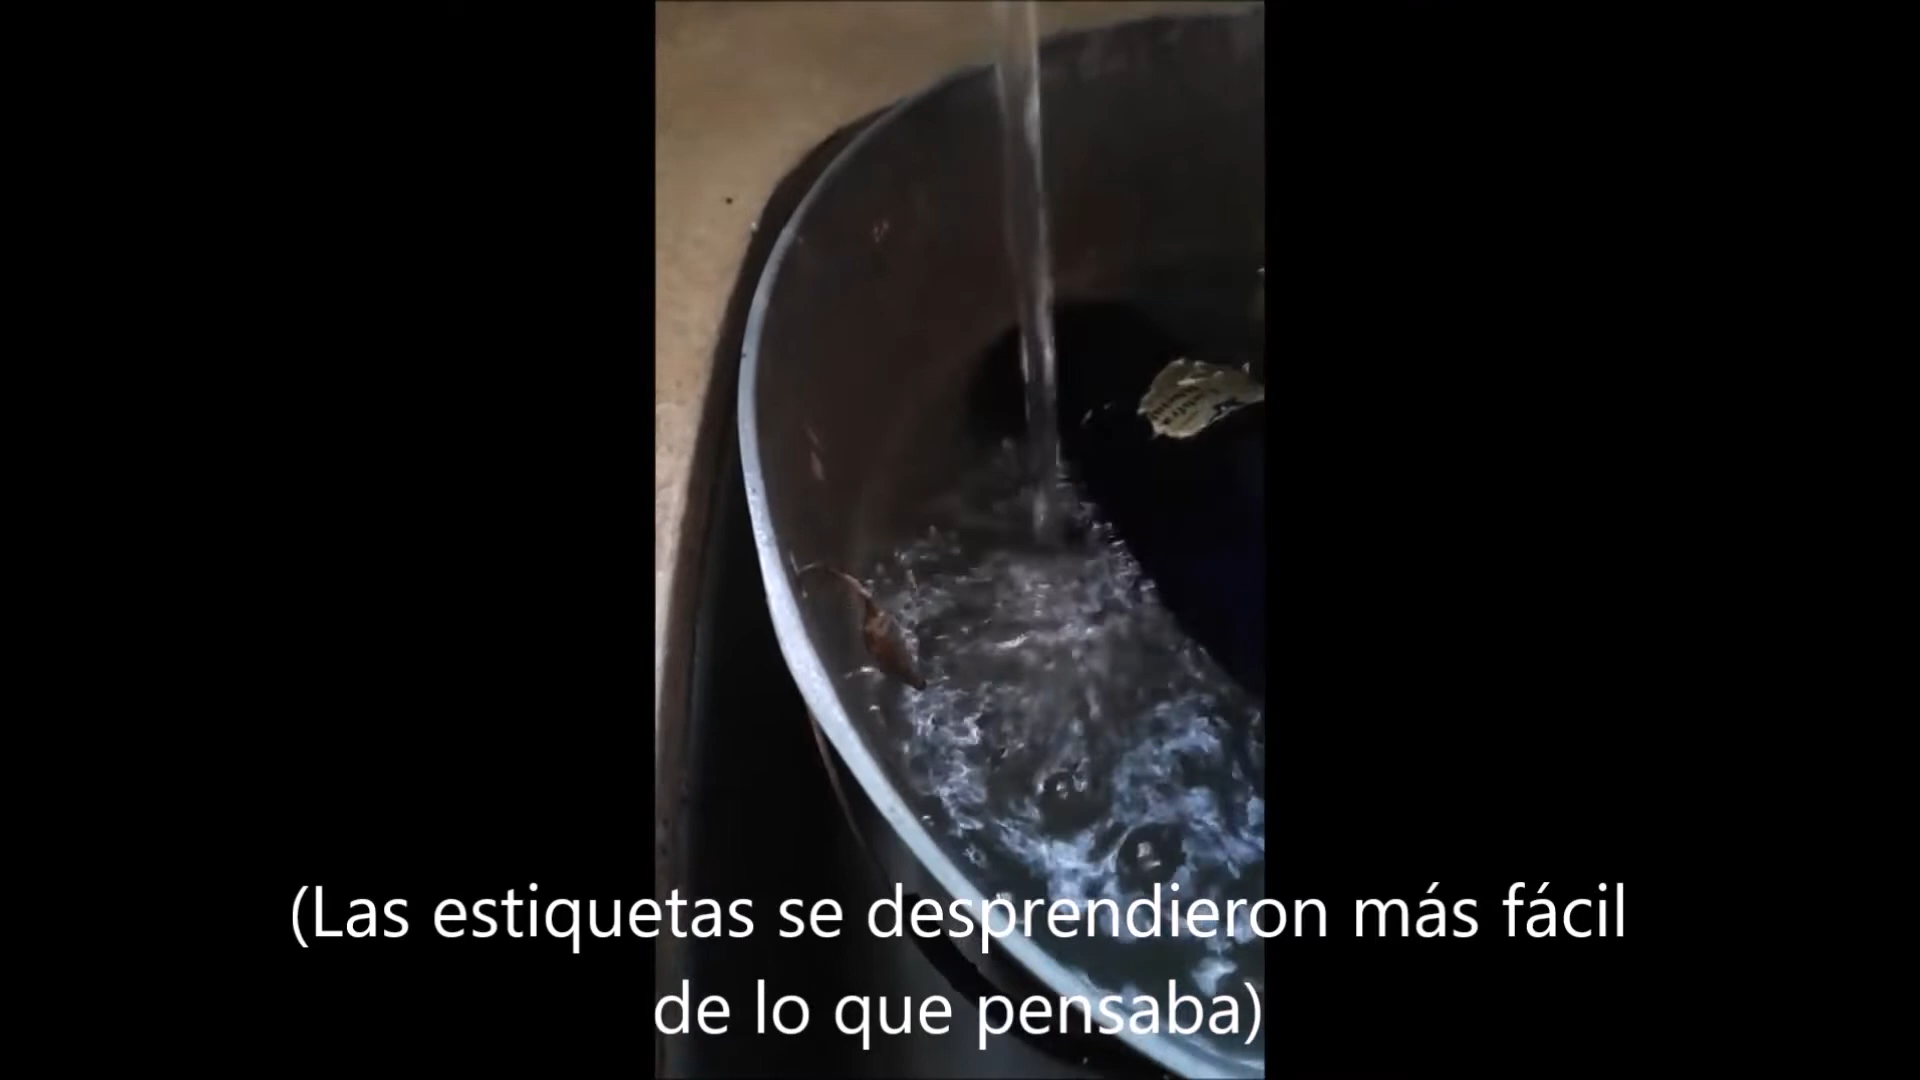 (Las estiquetas se desprendieron más fácil
de lo que pensaba)